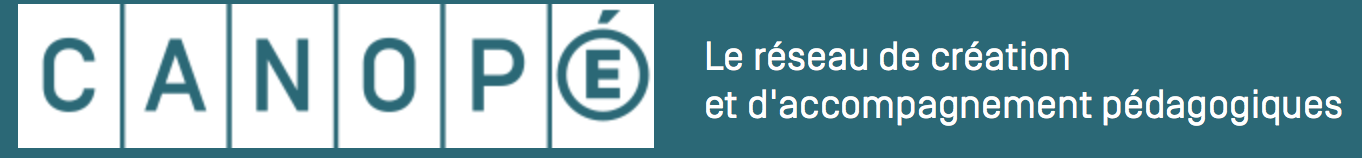 CANOPÉ
Le réseau de création
et d'accompagnement pédagogiques